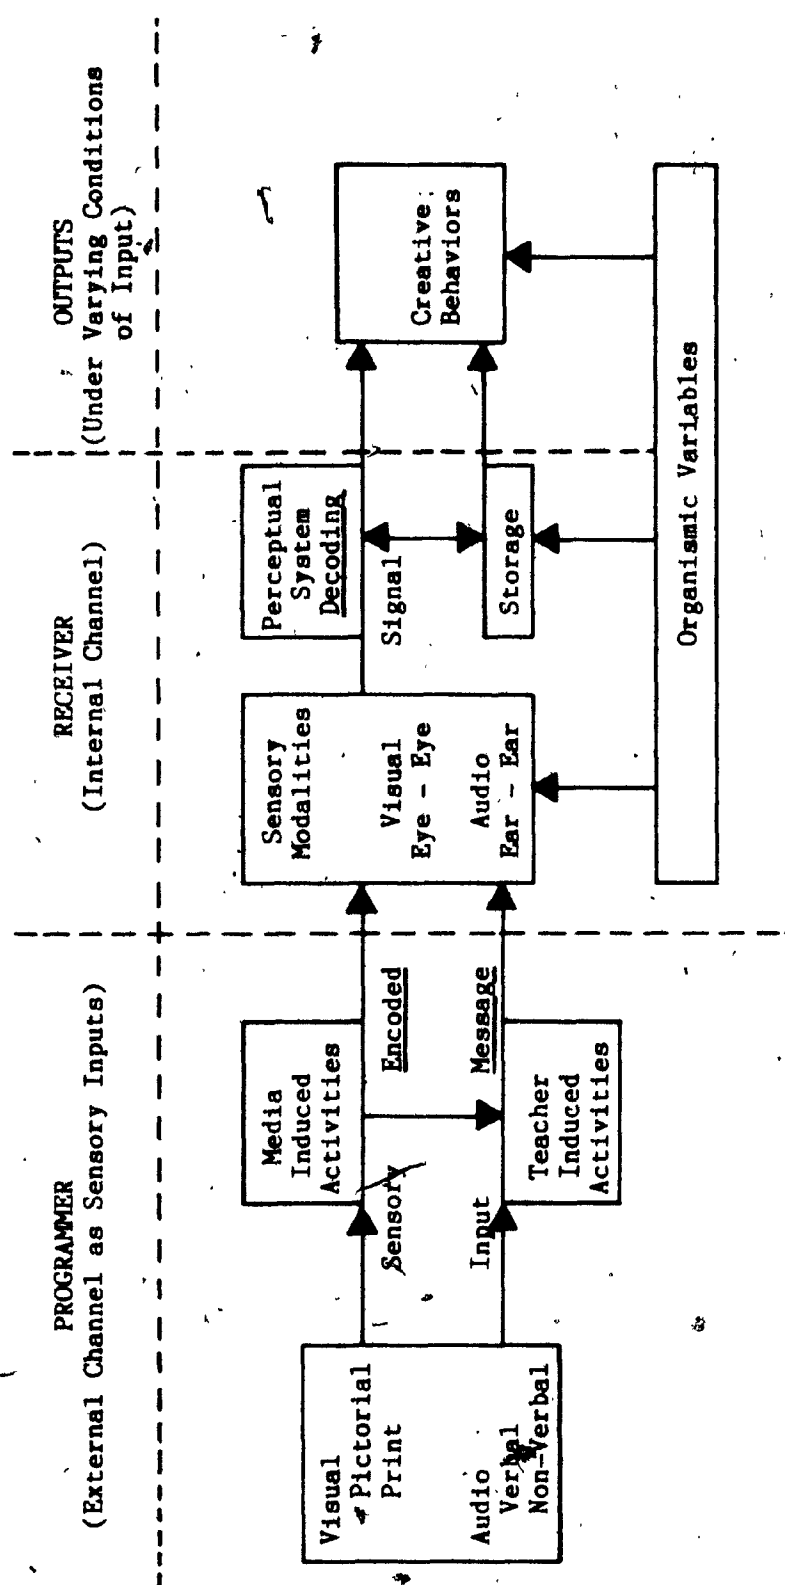 PROGRAMMER
(External Channel as Sensory Inputs)
RECEIVER
(Internal Channel)
OUTPUTS
(Under Varying Conditions
of Input)
Visual
Pictorial
Print
Audio
Verbal
Non-Verbal
Sensory
Input
Media
Induced
Activities
Teacher
Induced
Activities
Encoded
Message
Sensory
Modalities
Visual
Eye - Eye
Audio
Ear - Ear
Perceptual
System
Decoding
Signal
Storage
Creative
Behaviors
Organismic Variables